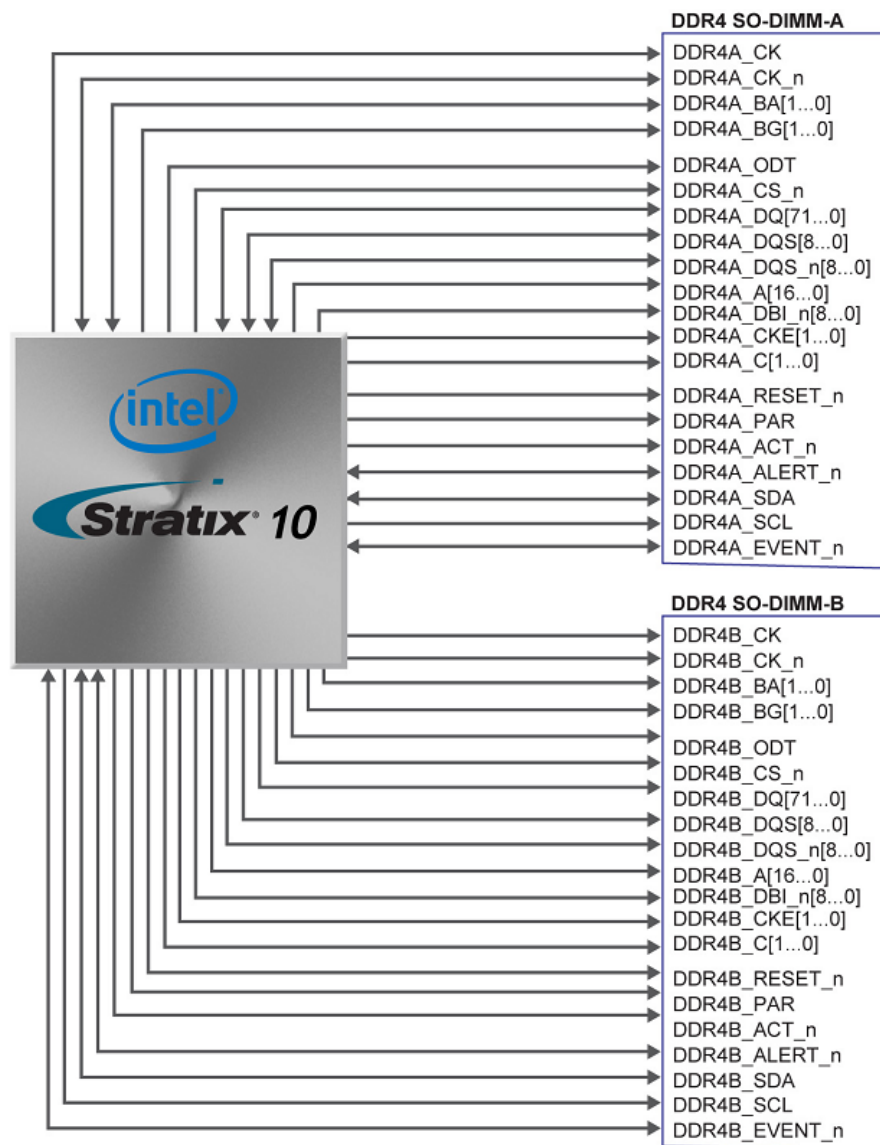 DDR4 SO-DIMM-A
DDR4A_CK
DDR4A_CK_n
DDR4A_BA[1...0]
DDR4A_BG[1...0]
DDR4A_ODT
DDR4A_CS_n
DDR4A_DQ[71...0]
DDR4A_DQS[8...0]
DDR4A_DQS_n[8...0]
DDR4A_A[16...0]
DDR4A_DBI_n[8...0]
DDR4A_CKE[1...0]
DDR4A_C[1...0]
DDR4A_RESET_n
DDR4A_PAR
DDR4A_ACT_n
DDR4A_ALERT_n
DDR4A_SDA
DDR4A_SCL
DDR4A_EVENT_n
intel
Stratix® 10
DDR4 SO-DIMM-B
DDR4B_CK
DDR4B_CK_n
DDR4B_BA[1...0]
DDR4B_BG[1...0]
DDR4B_ODT
DDR4B_CS_n
DDR4B_DQ[71...0]
DDR4B_DQS[8...0]
DDR4B_DQS_n[8...0]
DDR4B_A[16...0]
DDR4B_DBI_n[8...0]
DDR4B_CKE[1...0]
DDR4B_C[1...0]
DDR4B_RESET_n
DDR4B_PAR
DDR4B_ACT_n
DDR4B_ALERT_n
DDR4B_SDA
DDR4B_SCL
DDR4B_EVENT_n